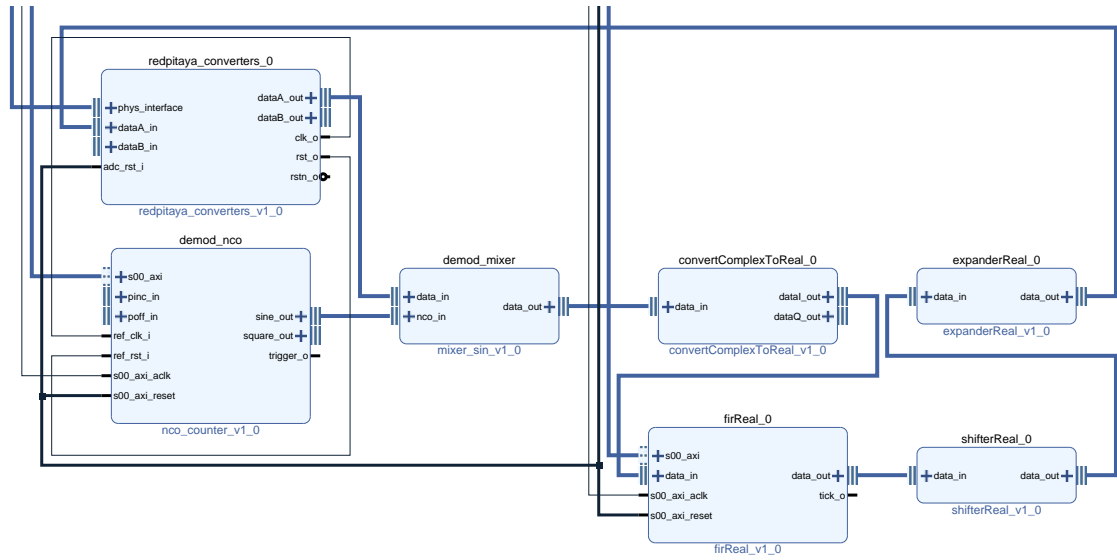 redpitaya_converters_0
phys_interface
dataA_in
dataB_in
adc_rst_i
dataA_out
dataB_out
clk_o
rst_o
rstn_o
redpitaya_converters_v1_0
demod_nco
s00_axi
pinc_in
poff_in
ref_clk_i
ref_rst_i
s00_axi_aclk
s00_axi_reset
sine_out
square_out
trigger_o
nco_counter_v1_0
demod_mixer
data_in
nco_in
data_out
mixer_sin_v1_0
convertComplexToReal_0
data_in
dataI_out
dataQ_out
convertComplexToReal_v1_0
expanderReal_0
data_in
data_out
expanderReal_v1_0
firReal_0
s00_axi
data_in
s00_axi_aclk
s00_axi_reset
data_out
tick_o
firReal_v1_0
shifterReal_0
data_in
data_out
shifterReal_v1_0